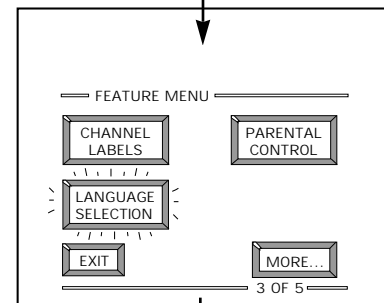 FEATURE MENU
CHANNEL
LABELS
PARENTAL
CONTROL
LANGUAGE
SELECTION
EXIT
MORE...
3 OF 5